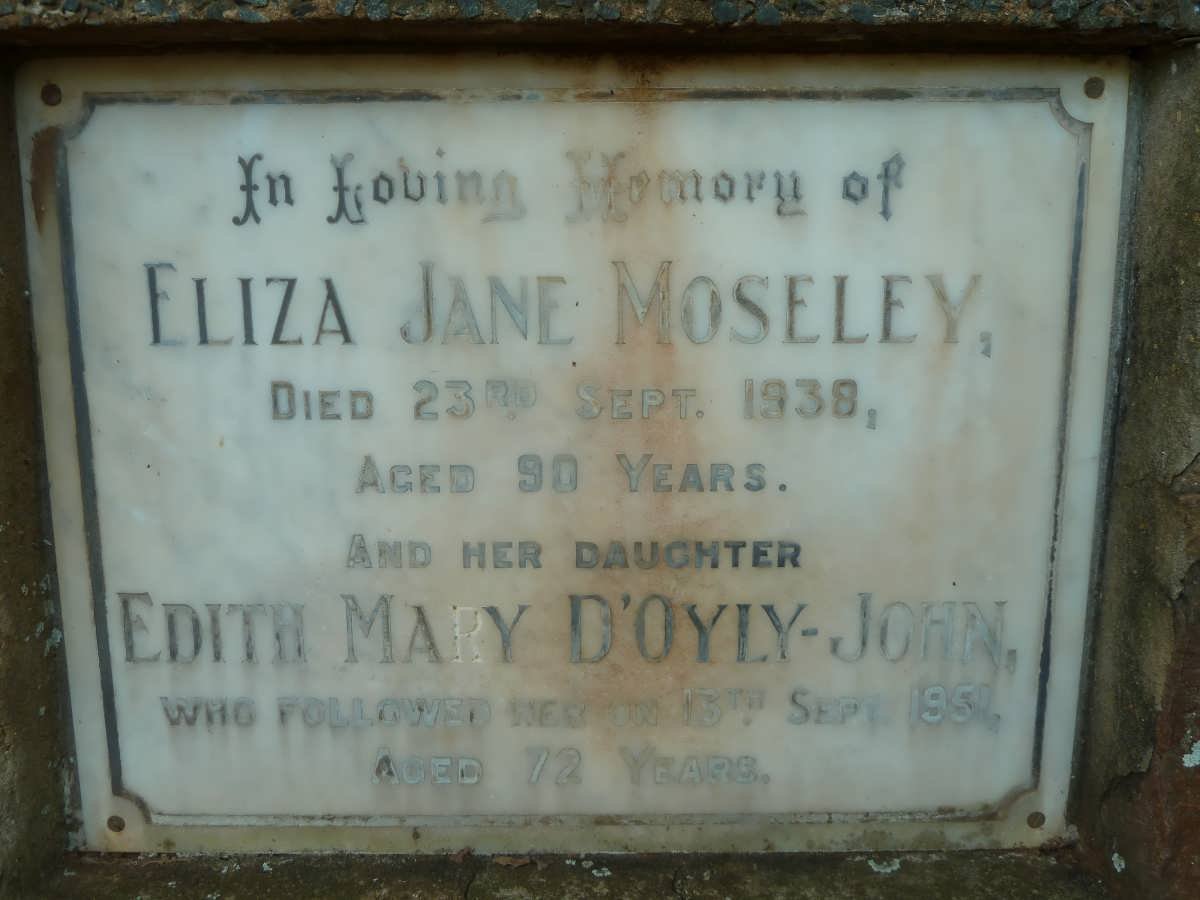 In Loving Memory of
ELIZA JANE MOSELEY,
DIED 23RD SEPT. 1938,
AGED 90 YEARS.
AND HER DAUGHTER
EDITH MARY D'OYLY-JOHN,
WHO FOLLOWED HER ON 13TH SEPT. 1951,
AGED 72 YEARS.